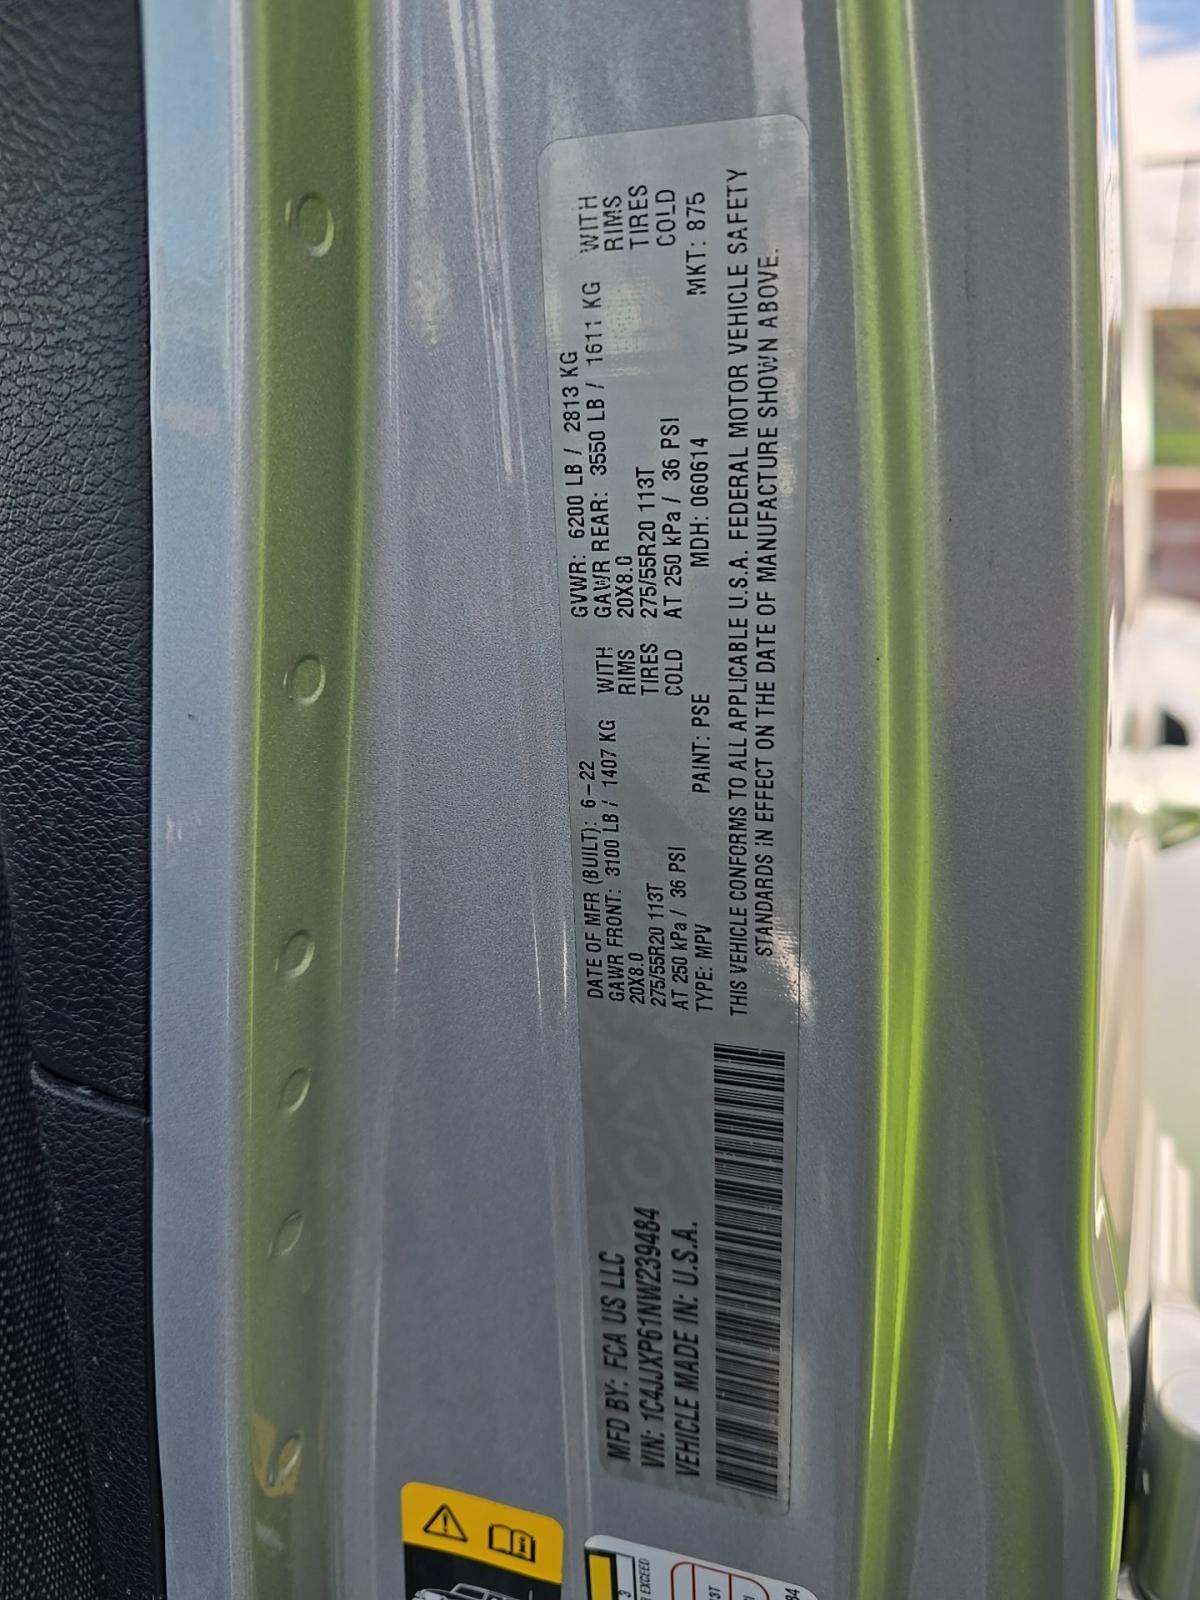 MFD BY: FCA US LLC
VIN: 1C4JJXP61NW239484
VEHICLE MADE IN: U.S.A.
DATE OF MFR (BUILT): 6-22 GVWR: 6200 LB / 2813 KG
GAWR FRONT: 3100 LB / 1407 KG WITH GAWR REAR: 3550 LB / 1611 KG WITH
20X8.0 RIMS 20X8.0 RIMS
275/55R20 113T TIRES 275/55R20 113T TIRES
AT 250 kPa / 36 PSI COLD AT 250 kPa / 36 PSI COLD
TYPE: MPV PAINT: PSE MDH: 060614 MKT: 875
THIS VEHICLE CONFORMS TO ALL APPLICABLE U.S.A. FEDERAL MOTOR VEHICLE SAFETY
STANDARDS IN EFFECT ON THE DATE OF MANUFACTURE SHOWN ABOVE.
EXCEED